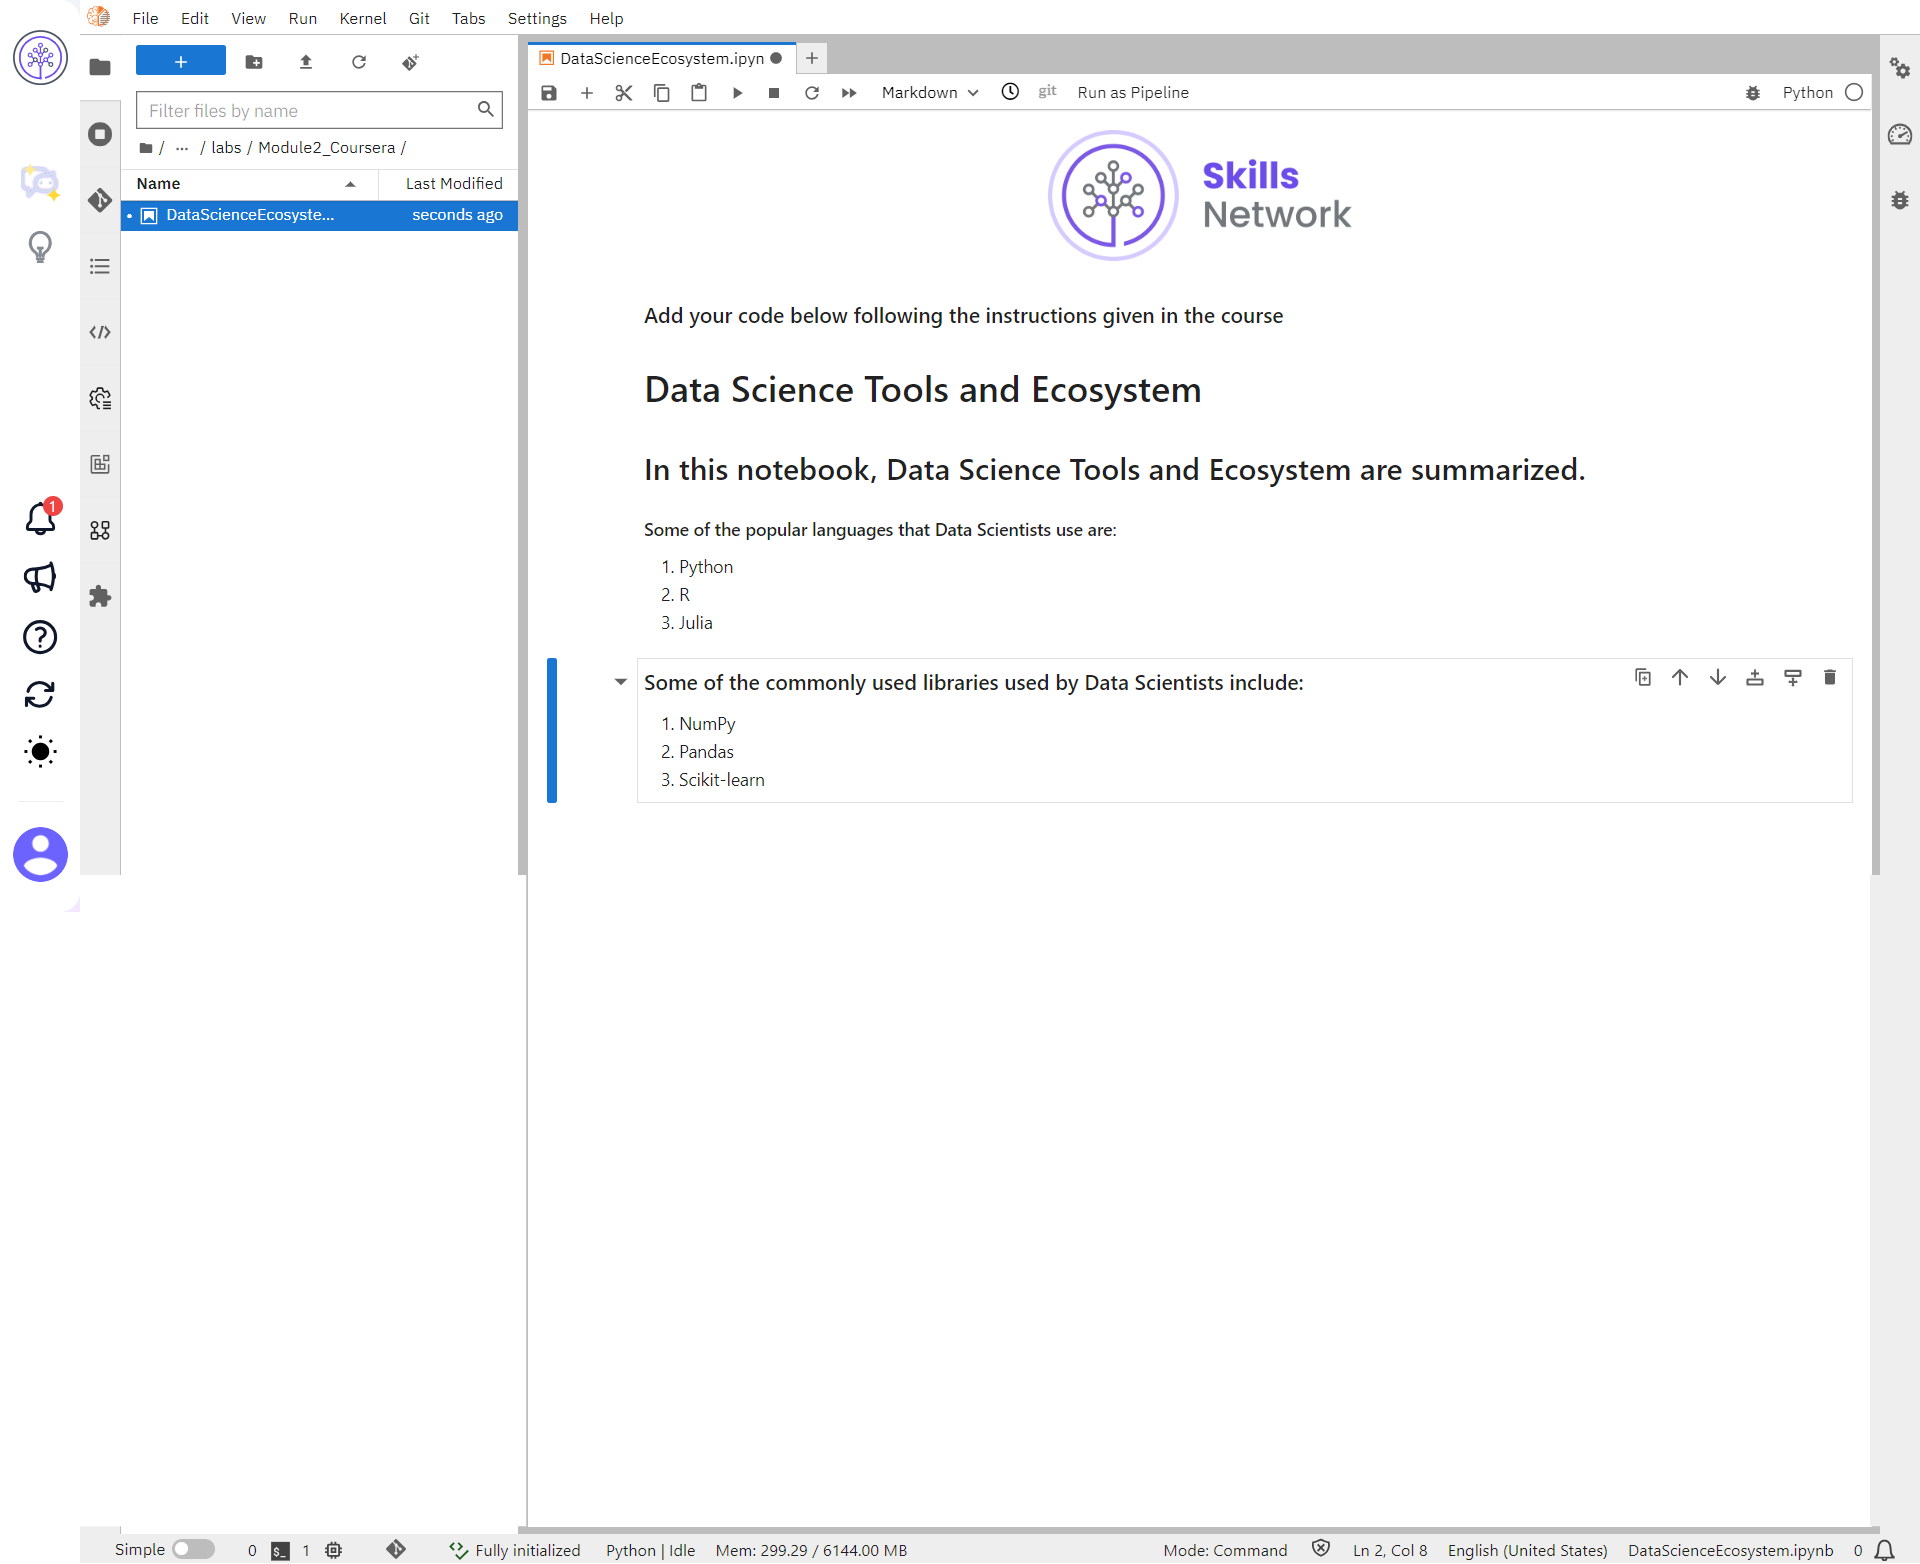 File Edit View Run Kernel Git Tabs Settings Help
DataScienceEcosystem.ipyn
Markdown git Run as Pipeline Python
Filter files by name
/ ... / labs / Module2_Coursera /
Name Last Modified
DataScienceEcosyste... seconds ago
Skills
Network
Add your code below following the instructions given in the course
Data Science Tools and Ecosystem
In this notebook, Data Science Tools and Ecosystem are summarized.
Some of the popular languages that Data Scientists use are:
1. Python
2. R
3. Julia
Some of the commonly used libraries used by Data Scientists include:
1. NumPy
2. Pandas
3. Scikit-learn
1
Simple 0 $_ 1 Fully initialized Python | Idle Mem: 299.29 / 6144.00 MB Mode: Command Ln 2, Col 8 English (United States) DataScienceEcosystem.ipynb 0